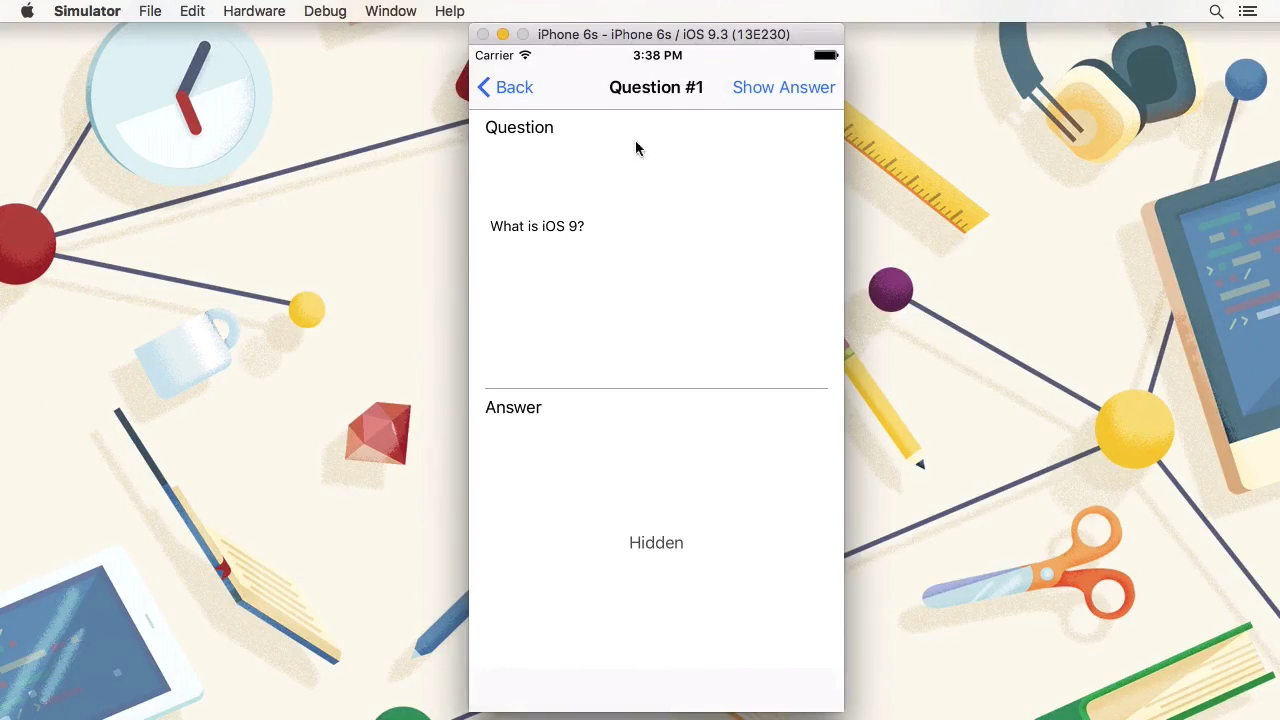 Simulator File Edit Hardware Debug Window Help
iPhone 6s - iPhone 6s / iOS 9.3 (13E230)
Carrier 3:38 PM
Back Question #1 Show Answer
Question
What is iOS 9?
Answer
Hidden